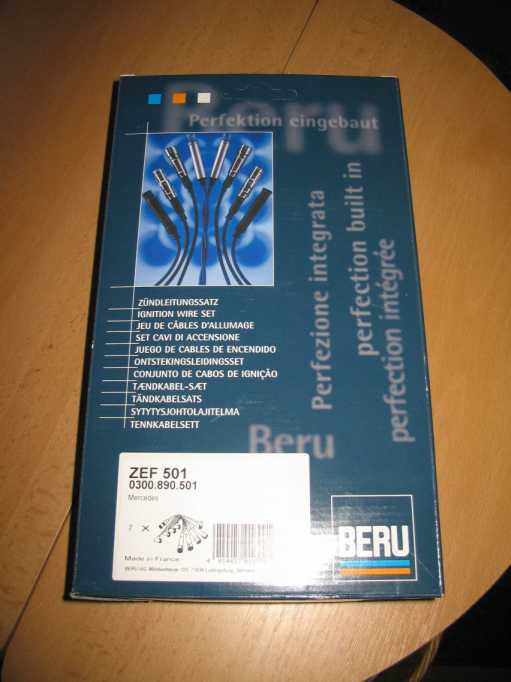 Beru
Perfektion eingebaut
Perfezione integrata
perfection built in
perfection intégrée
ZÜNDLEITUNGSSATZ
IGNITION WIRE SET
JEU DE CÂBLES D'ALLUMAGE
SET CAVI DI ACCENSIONE
JUEGO DE CABLES DE ENCENDIDO
ONTSTEKINGSLEIDINGSSET
CONJUNTO DE CABOS DE IGNIÇÃO
TÆNDKABEL-SÆT
TÄNDKABELSATS
SYTYTYSJOHTOLAJITELMA
TENNKABELSETT
Beru
ZEF 501
0300.890.501
Mercedes
7 x
Made in France
BERU